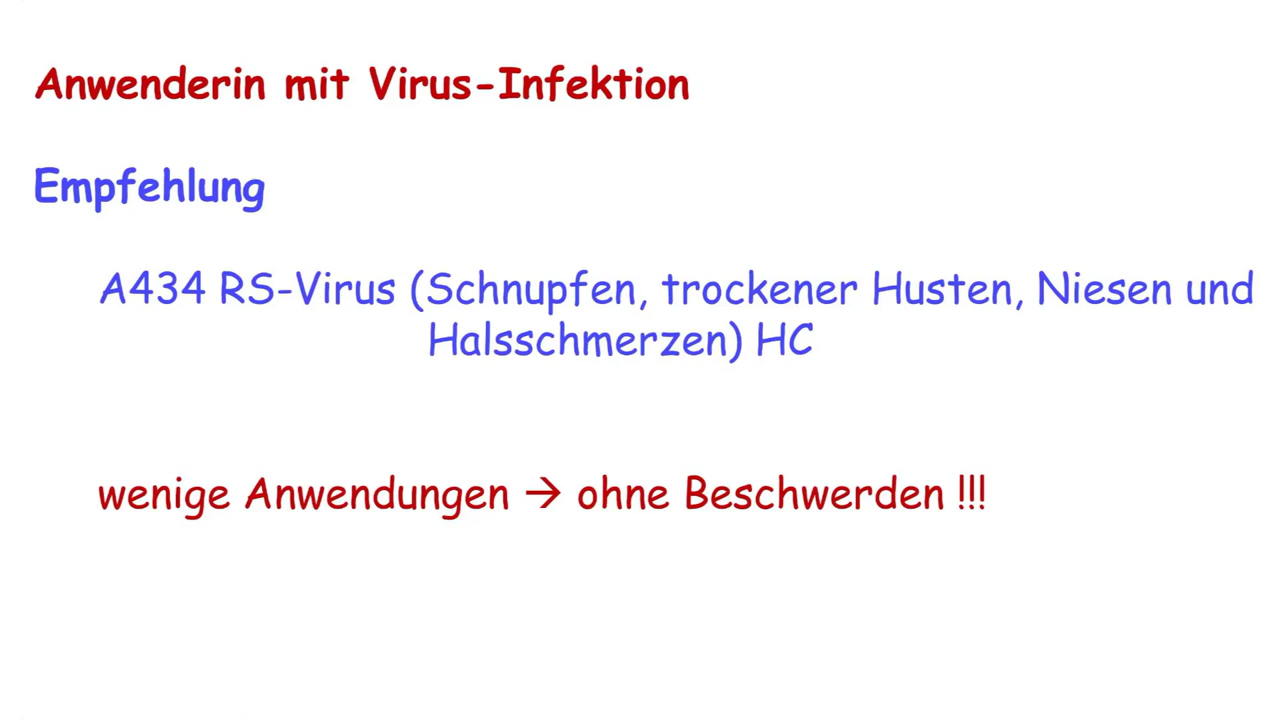 Anwenderin mit Virus-Infektion
Empfehlung
A434 RS-Virus (Schnupfen, trockener Husten, Niesen und
Halsschmerzen) HC
wenige Anwendungen → ohne Beschwerden !!!